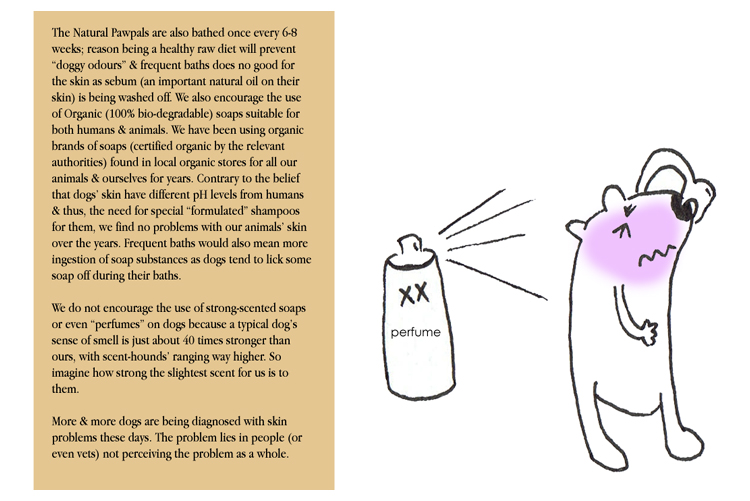 The Natural Pawpals are also bathed once every 6-8
weeks; reason being a healthy raw diet will prevent
“doggy odours” & frequent baths does no good for
the skin as sebum (an important natural oil on their
skin) is being washed off. We also encourage the use
of Organic (100% bio-degradable) soaps suitable for
both humans & animals. We have been using organic
brands of soaps (certified organic by the relevant
authorities) found in local organic stores for all our
animals & ourselves for years. Contrary to the belief
that dogs’ skin have different pH levels from humans
& thus, the need for special “formulated” shampoos
for them, we find no problems with our animals’ skin
over the years. Frequent baths would also mean more
ingestion of soap substances as dogs tend to lick some
soap off during their baths.
We do not encourage the use of strong-scented soaps
or even “perfumes” on dogs because a typical dog’s
sense of smell is just about 40 times stronger than
ours, with scent-hounds’ ranging way higher. So
imagine how strong the slightest scent for us is to
them.
More & more dogs are being diagnosed with skin
problems these days. The problem lies in people (or
even vets) not perceiving the problem as a whole.
XX
perfume